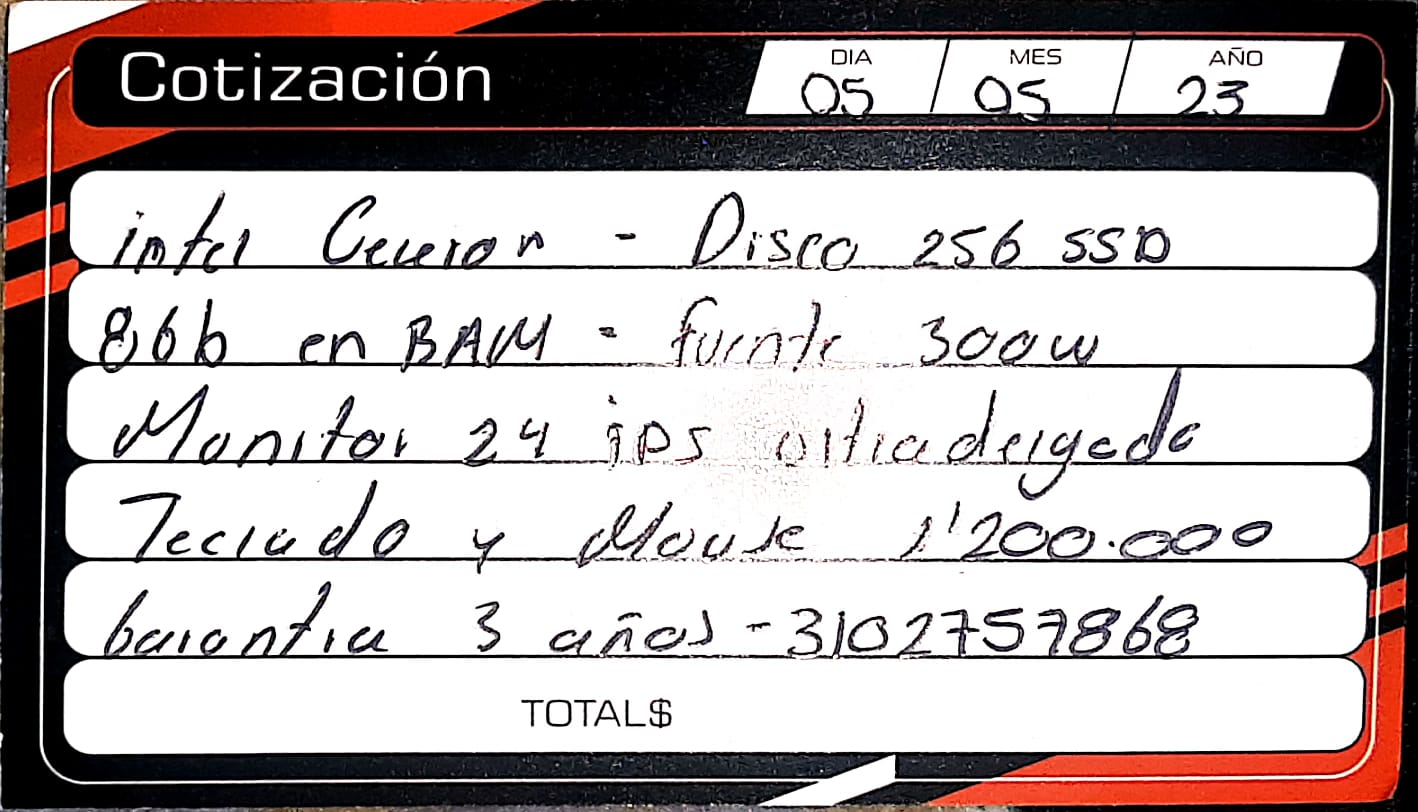 Cotización
DIA MES AÑO
05 05 23
intel Celeron - Disco 256 SSD
8Gb en RAM - fuente 300w
Monitor 24 ips ultradelgado
Teclado y Mouse 1'200.000
Garantia 3 años - 3102757868
TOTAL$